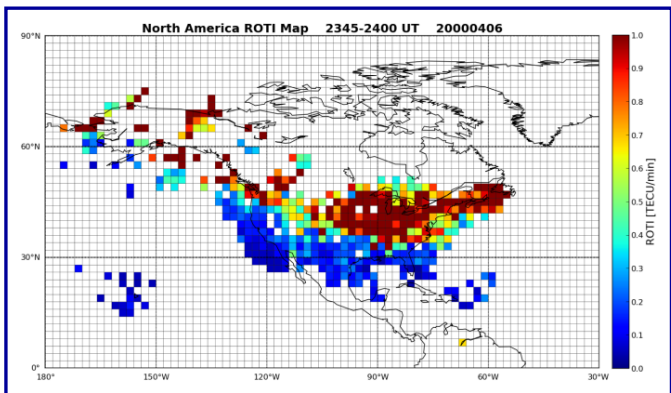 North America ROTI Map 2345-2400 UT 20000406
90°N
60°N
30°N
0°
180°
150°W
120°W
90°W
60°W
30°W
1.0
0.9
0.8
0.7
0.6
0.5
0.4
0.3
0.2
0.1
0.0
ROTI [TECU/min]